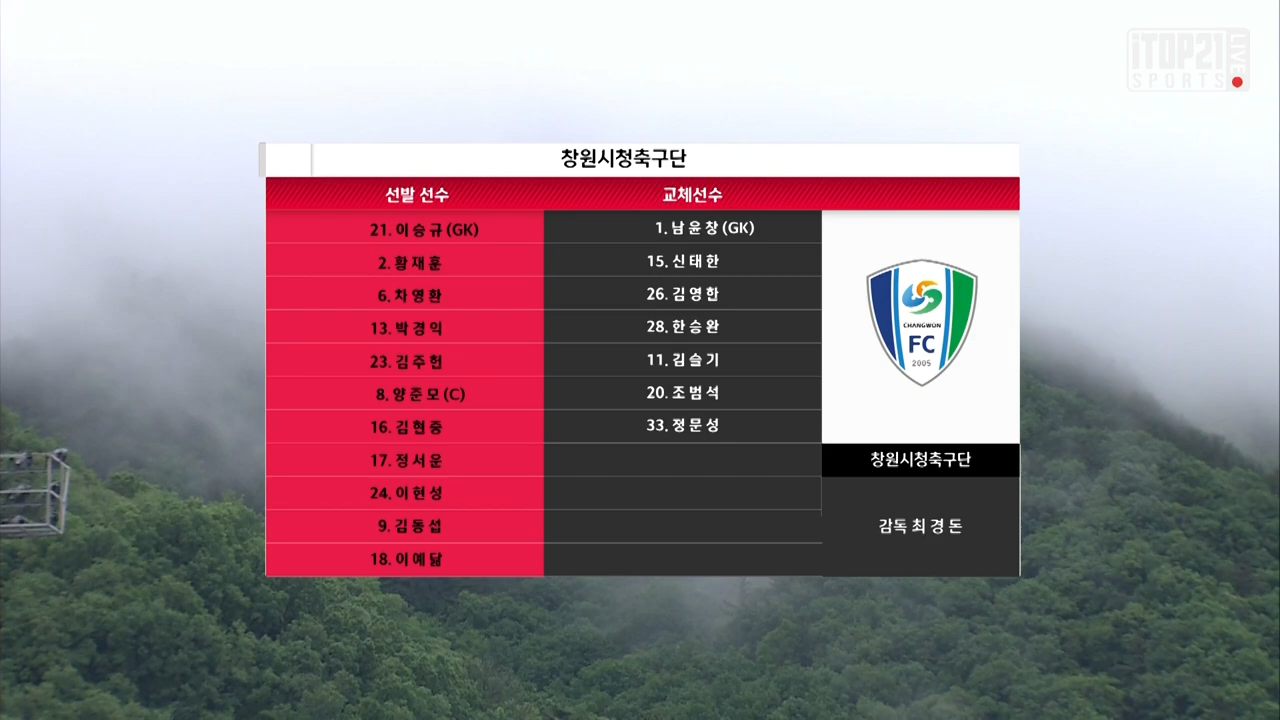 iTOP21
LIVE
SPORTS
창원시청축구단
선발 선수
교체선수
21. 이 승 규 (GK)
2. 황 재 훈
6. 차 영 환
13. 박 경 익
23. 김 주 헌
8. 양 준 모 (C)
16. 김 현 중
17. 정 서 운
24. 이 현 성
9. 김 동 섭
18. 이 예 닮
1. 남 윤 창 (GK)
15. 신 태 한
26. 김 영 한
28. 한 승 완
11. 김 슬 기
20. 조 범 석
33. 정 문 성
CHANGWON
FC
2005
창원시청축구단
감독 최 경 돈